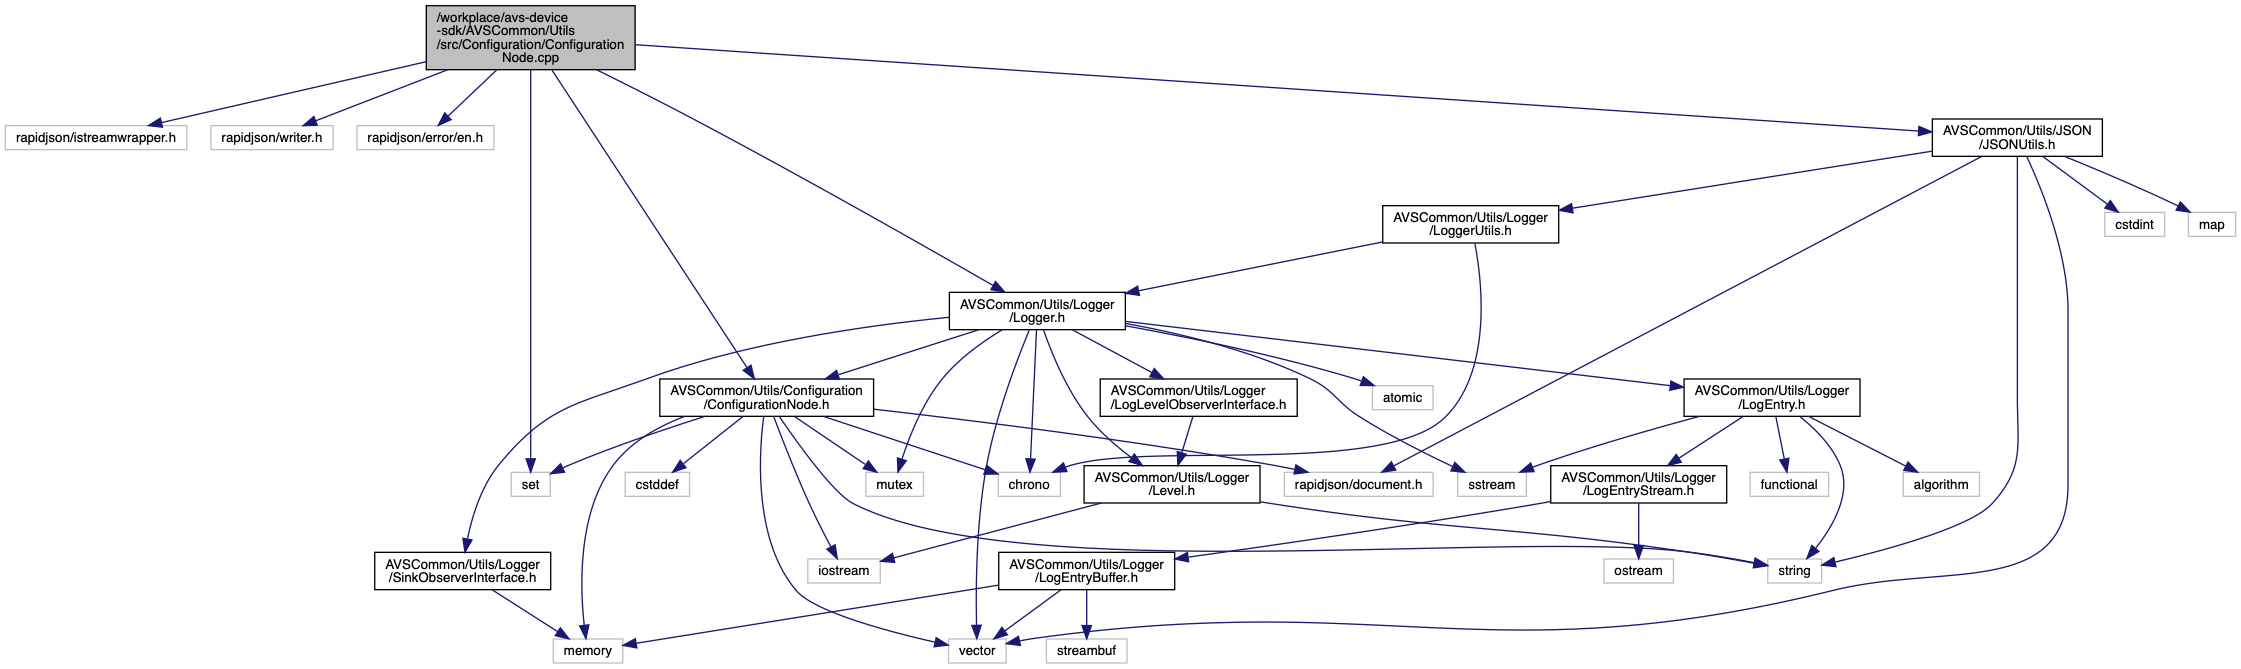 /workplace/avs-device
-sdk/AVSCommon/Utils
/src/Configuration/Configuration
Node.cpp
rapidjson/istreamwrapper.h
rapidjson/writer.h
rapidjson/error/en.h
AVSCommon/Utils/JSON
/JSONUtils.h
AVSCommon/Utils/Logger
/LoggerUtils.h
cstdint
map
AVSCommon/Utils/Logger
/Logger.h
AVSCommon/Utils/Configuration
/ConfigurationNode.h
AVSCommon/Utils/Logger
/LogLevelObserverInterface.h
atomic
AVSCommon/Utils/Logger
/LogEntry.h
set
cstddef
mutex
chrono
AVSCommon/Utils/Logger
/Level.h
rapidjson/document.h
sstream
AVSCommon/Utils/Logger
/LogEntryStream.h
functional
algorithm
AVSCommon/Utils/Logger
/SinkObserverInterface.h
iostream
AVSCommon/Utils/Logger
/LogEntryBuffer.h
ostream
string
memory
vector
streambuf